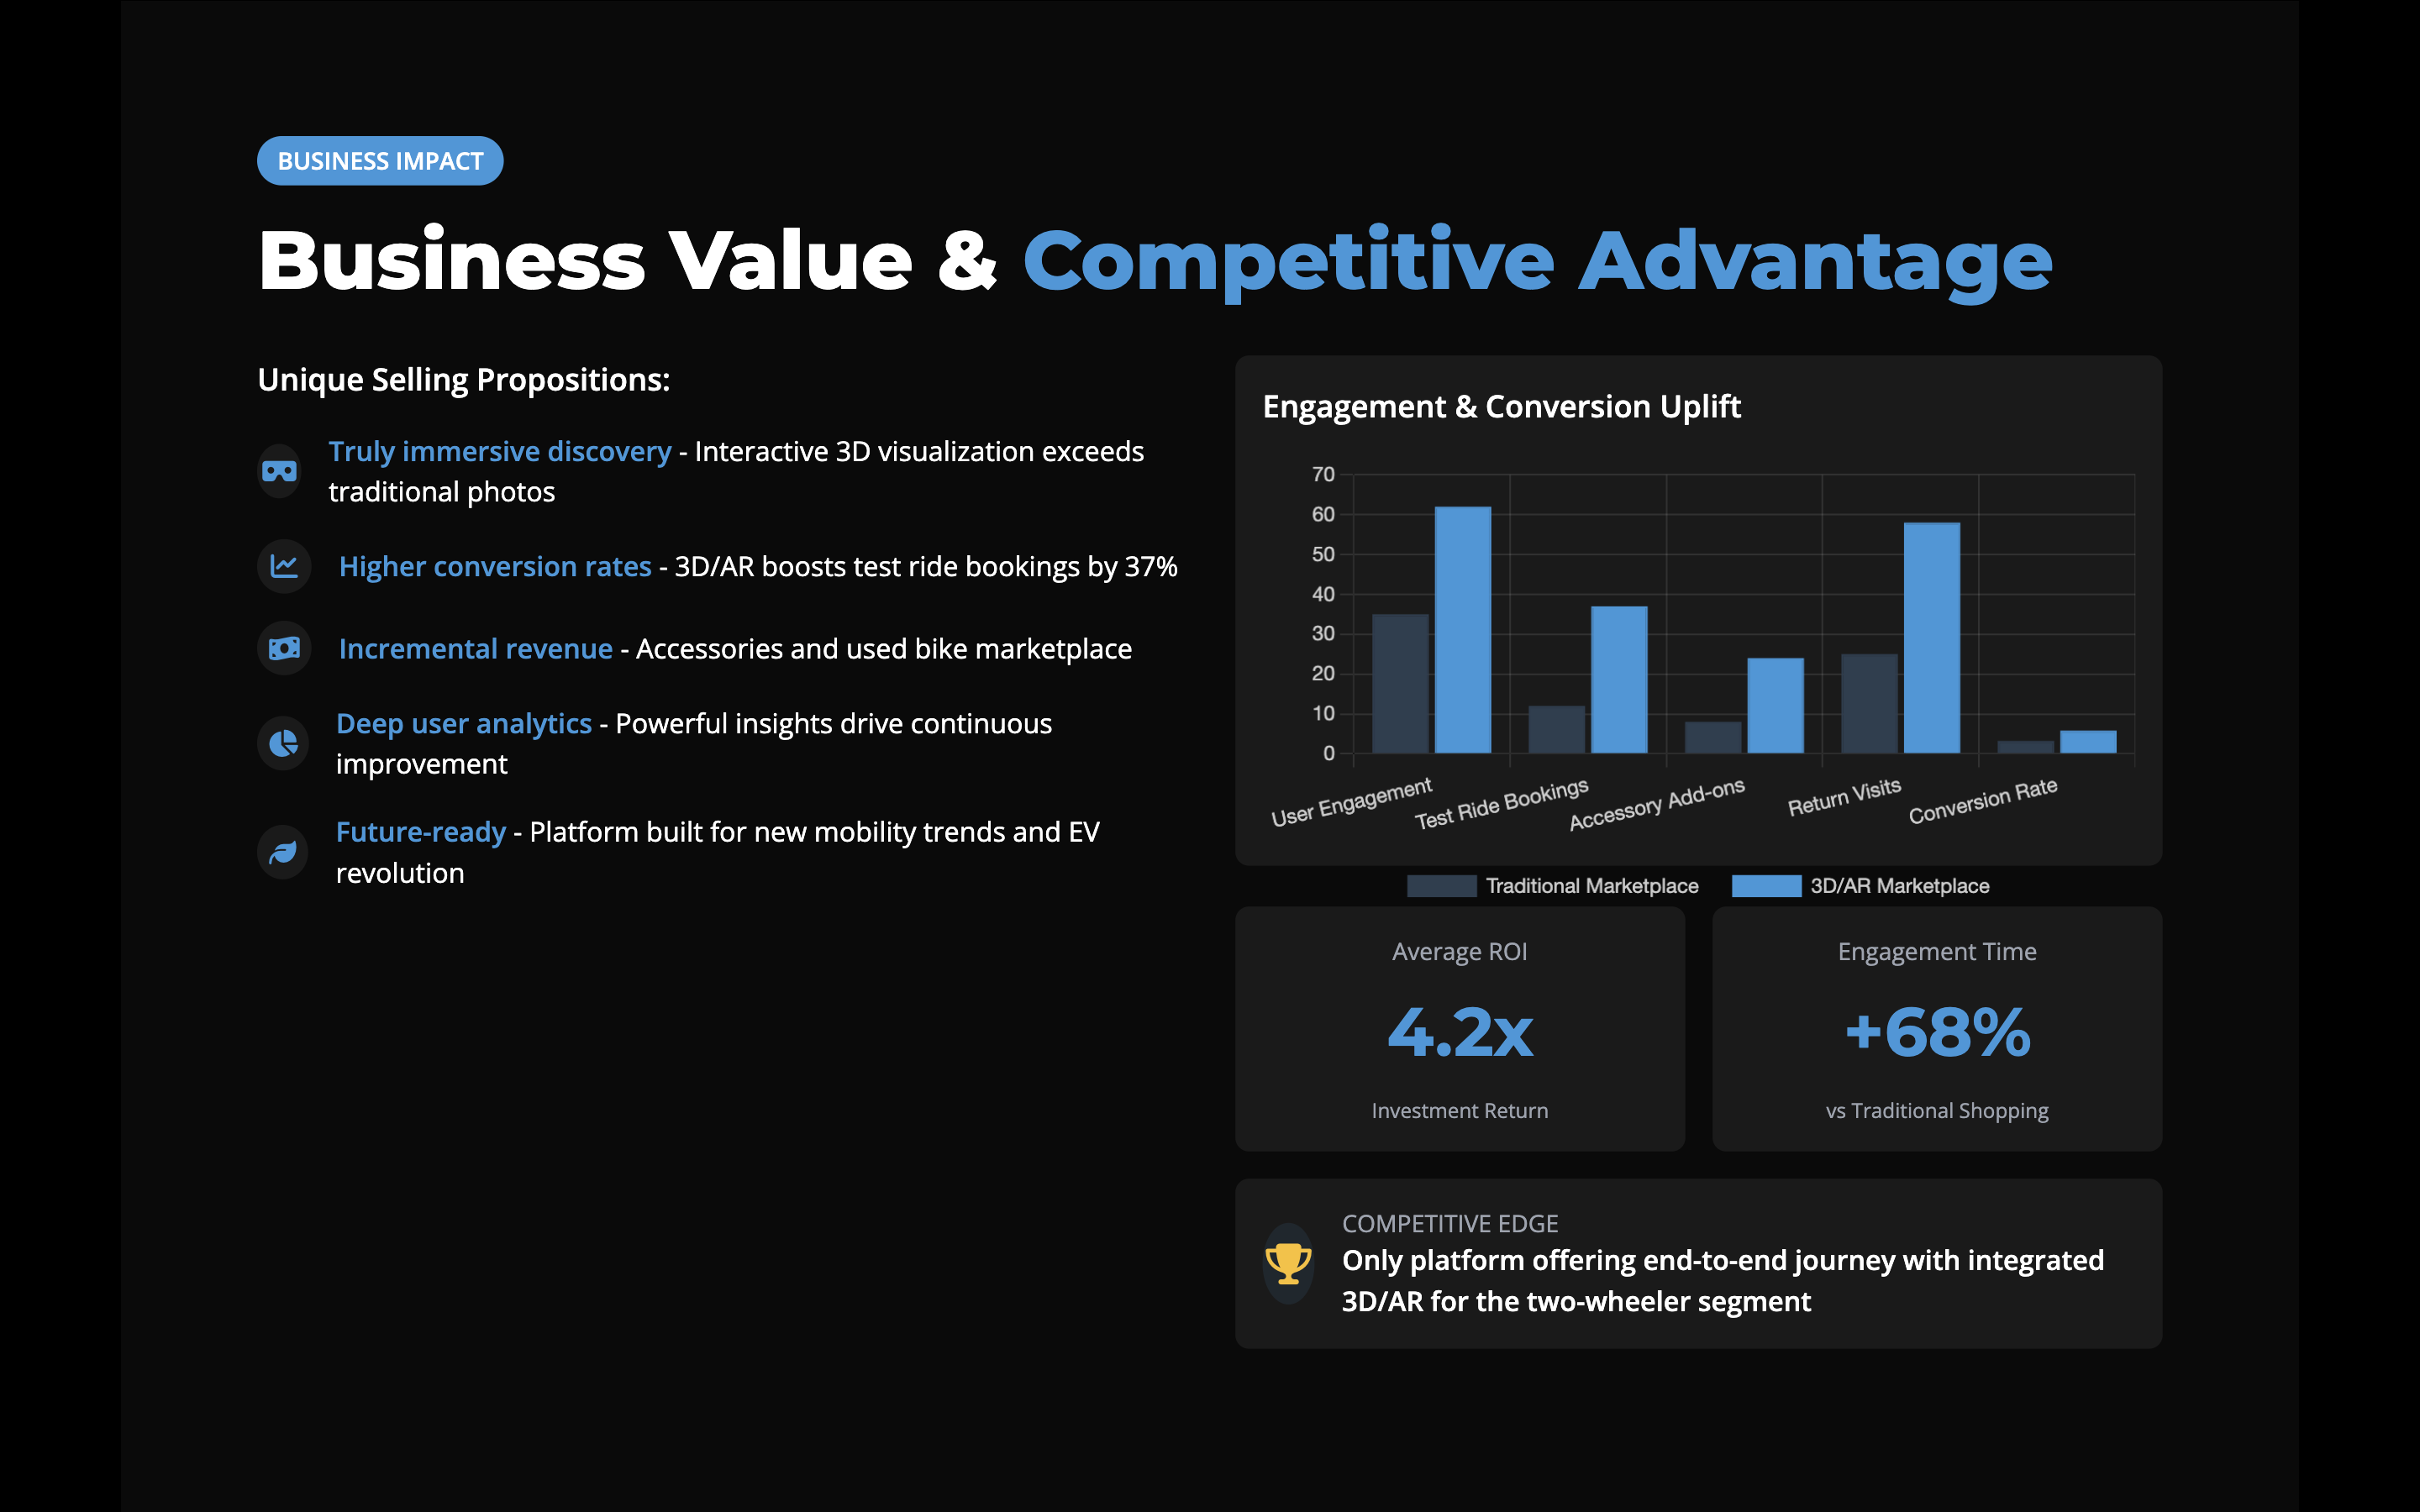 BUSINESS IMPACT
Business Value & Competitive Advantage
Unique Selling Propositions:
Truly immersive discovery - Interactive 3D visualization exceeds
traditional photos
Higher conversion rates - 3D/AR boosts test ride bookings by 37%
Incremental revenue - Accessories and used bike marketplace
Deep user analytics - Powerful insights drive continuous
improvement
Future-ready - Platform built for new mobility trends and EV
revolution
Engagement & Conversion Uplift
70
60
50
40
30
20
10
0
User Engagement
Test Ride Bookings
Accessory Add-ons
Return Visits
Conversion Rate
Traditional Marketplace
3D/AR Marketplace
Average ROI
4.2x
Investment Return
Engagement Time
+68%
vs Traditional Shopping
COMPETITIVE EDGE
Only platform offering end-to-end journey with integrated
3D/AR for the two-wheeler segment